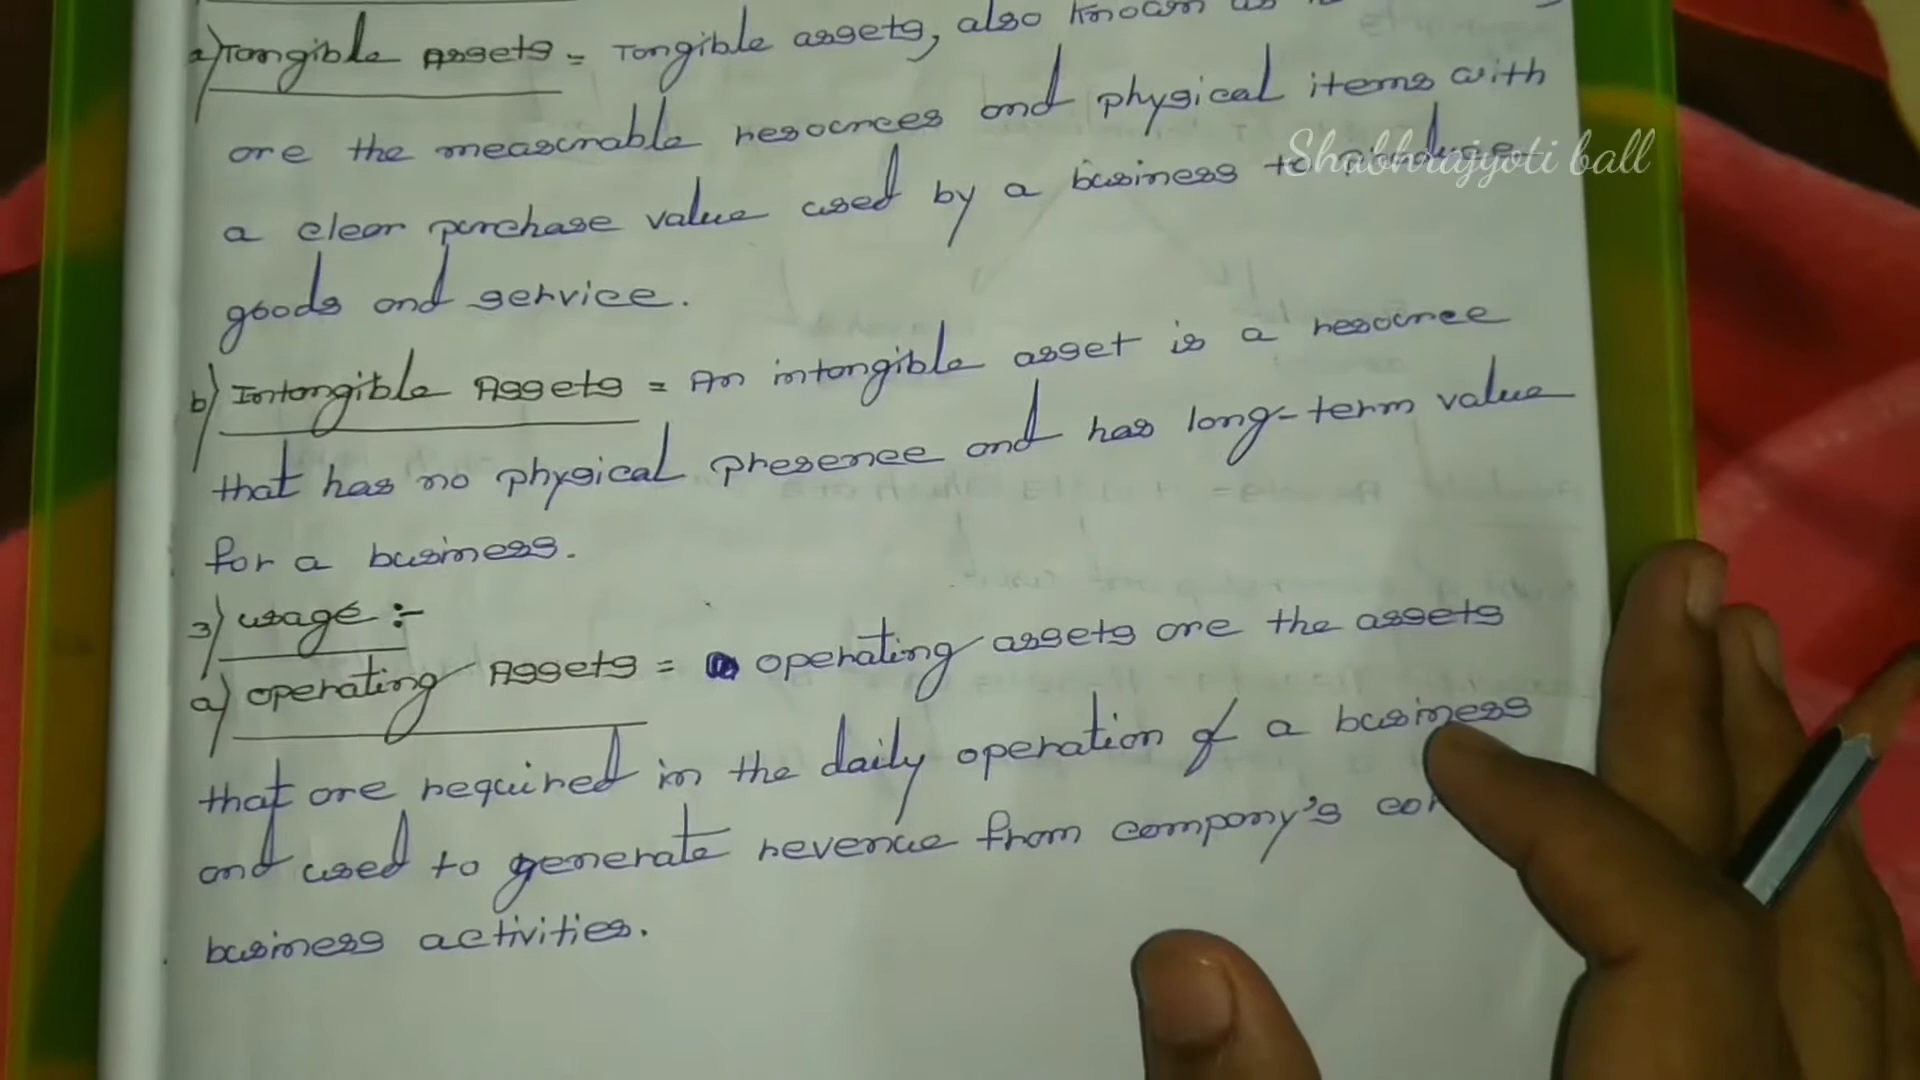 a) Tangible Assets = Tangible assets, also known as
are the measurable resources and physical items with
a clear purchase value used by a business to produce
goods and service.
b) Intangible Assets = An intangible asset is a resource
that has no physical presence and has long-term value
for a business.
3) usage :-
a) operating Assets = operating assets are the assets
that are required in the daily operation of a business
and used to generate revenue from company's
business activities.
Shubhrajyoti ball